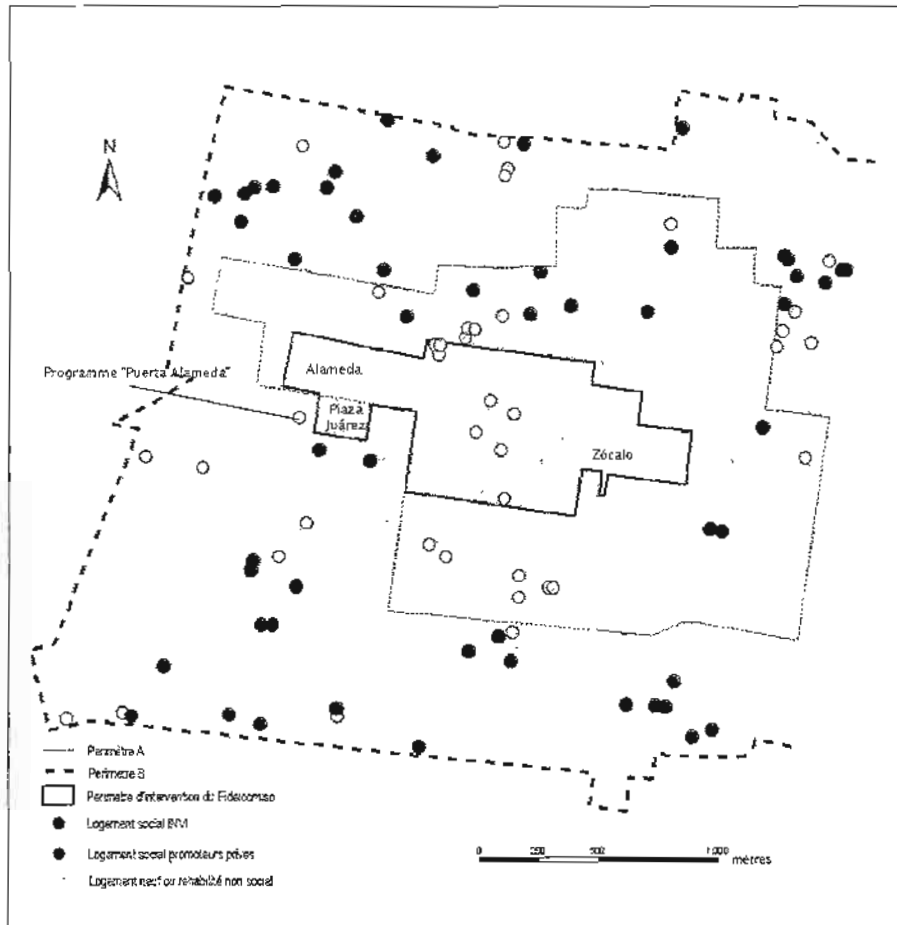 N
Programme "Puerta Alameda"
Alameda
Plaza
Juárez
Zócalo
Périmètre A
Périmètre B
Périmètre d'intervention du Fideicomiso
Logement social INVI
Logement social promoteurs privés
Logement neuf ou réhabilité non social
0 250 500 1 000
mètres